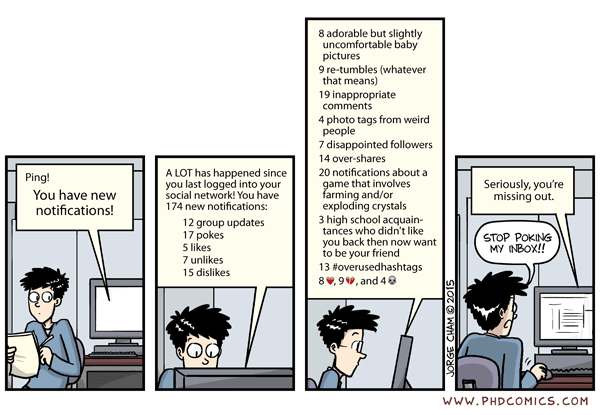 Ping!
You have new
notifications!
A LOT has happened since
you last logged into your
social network! You have
174 new notifications:
12 group updates
17 pokes
5 likes
7 unlikes
15 dislikes
8 adorable but slightly
uncomfortable baby
pictures
9 re-tumbles (whatever
that means)
19 inappropriate
comments
4 photo tags from weird
people
7 disappointed followers
14 over-shares
20 notifications about a
game that involves
farming and/or
exploding crystals
3 high school acquain-
tances who didn't like
you back then now want
to be your friend
13 #overusedhashtags
8 ❤, 9 💔, and 4 💩
JORGE CHAM © 2015
Seriously, you're
missing out.
STOP POKING
MY INBOX!!
WWW.PHDCOMICS.COM